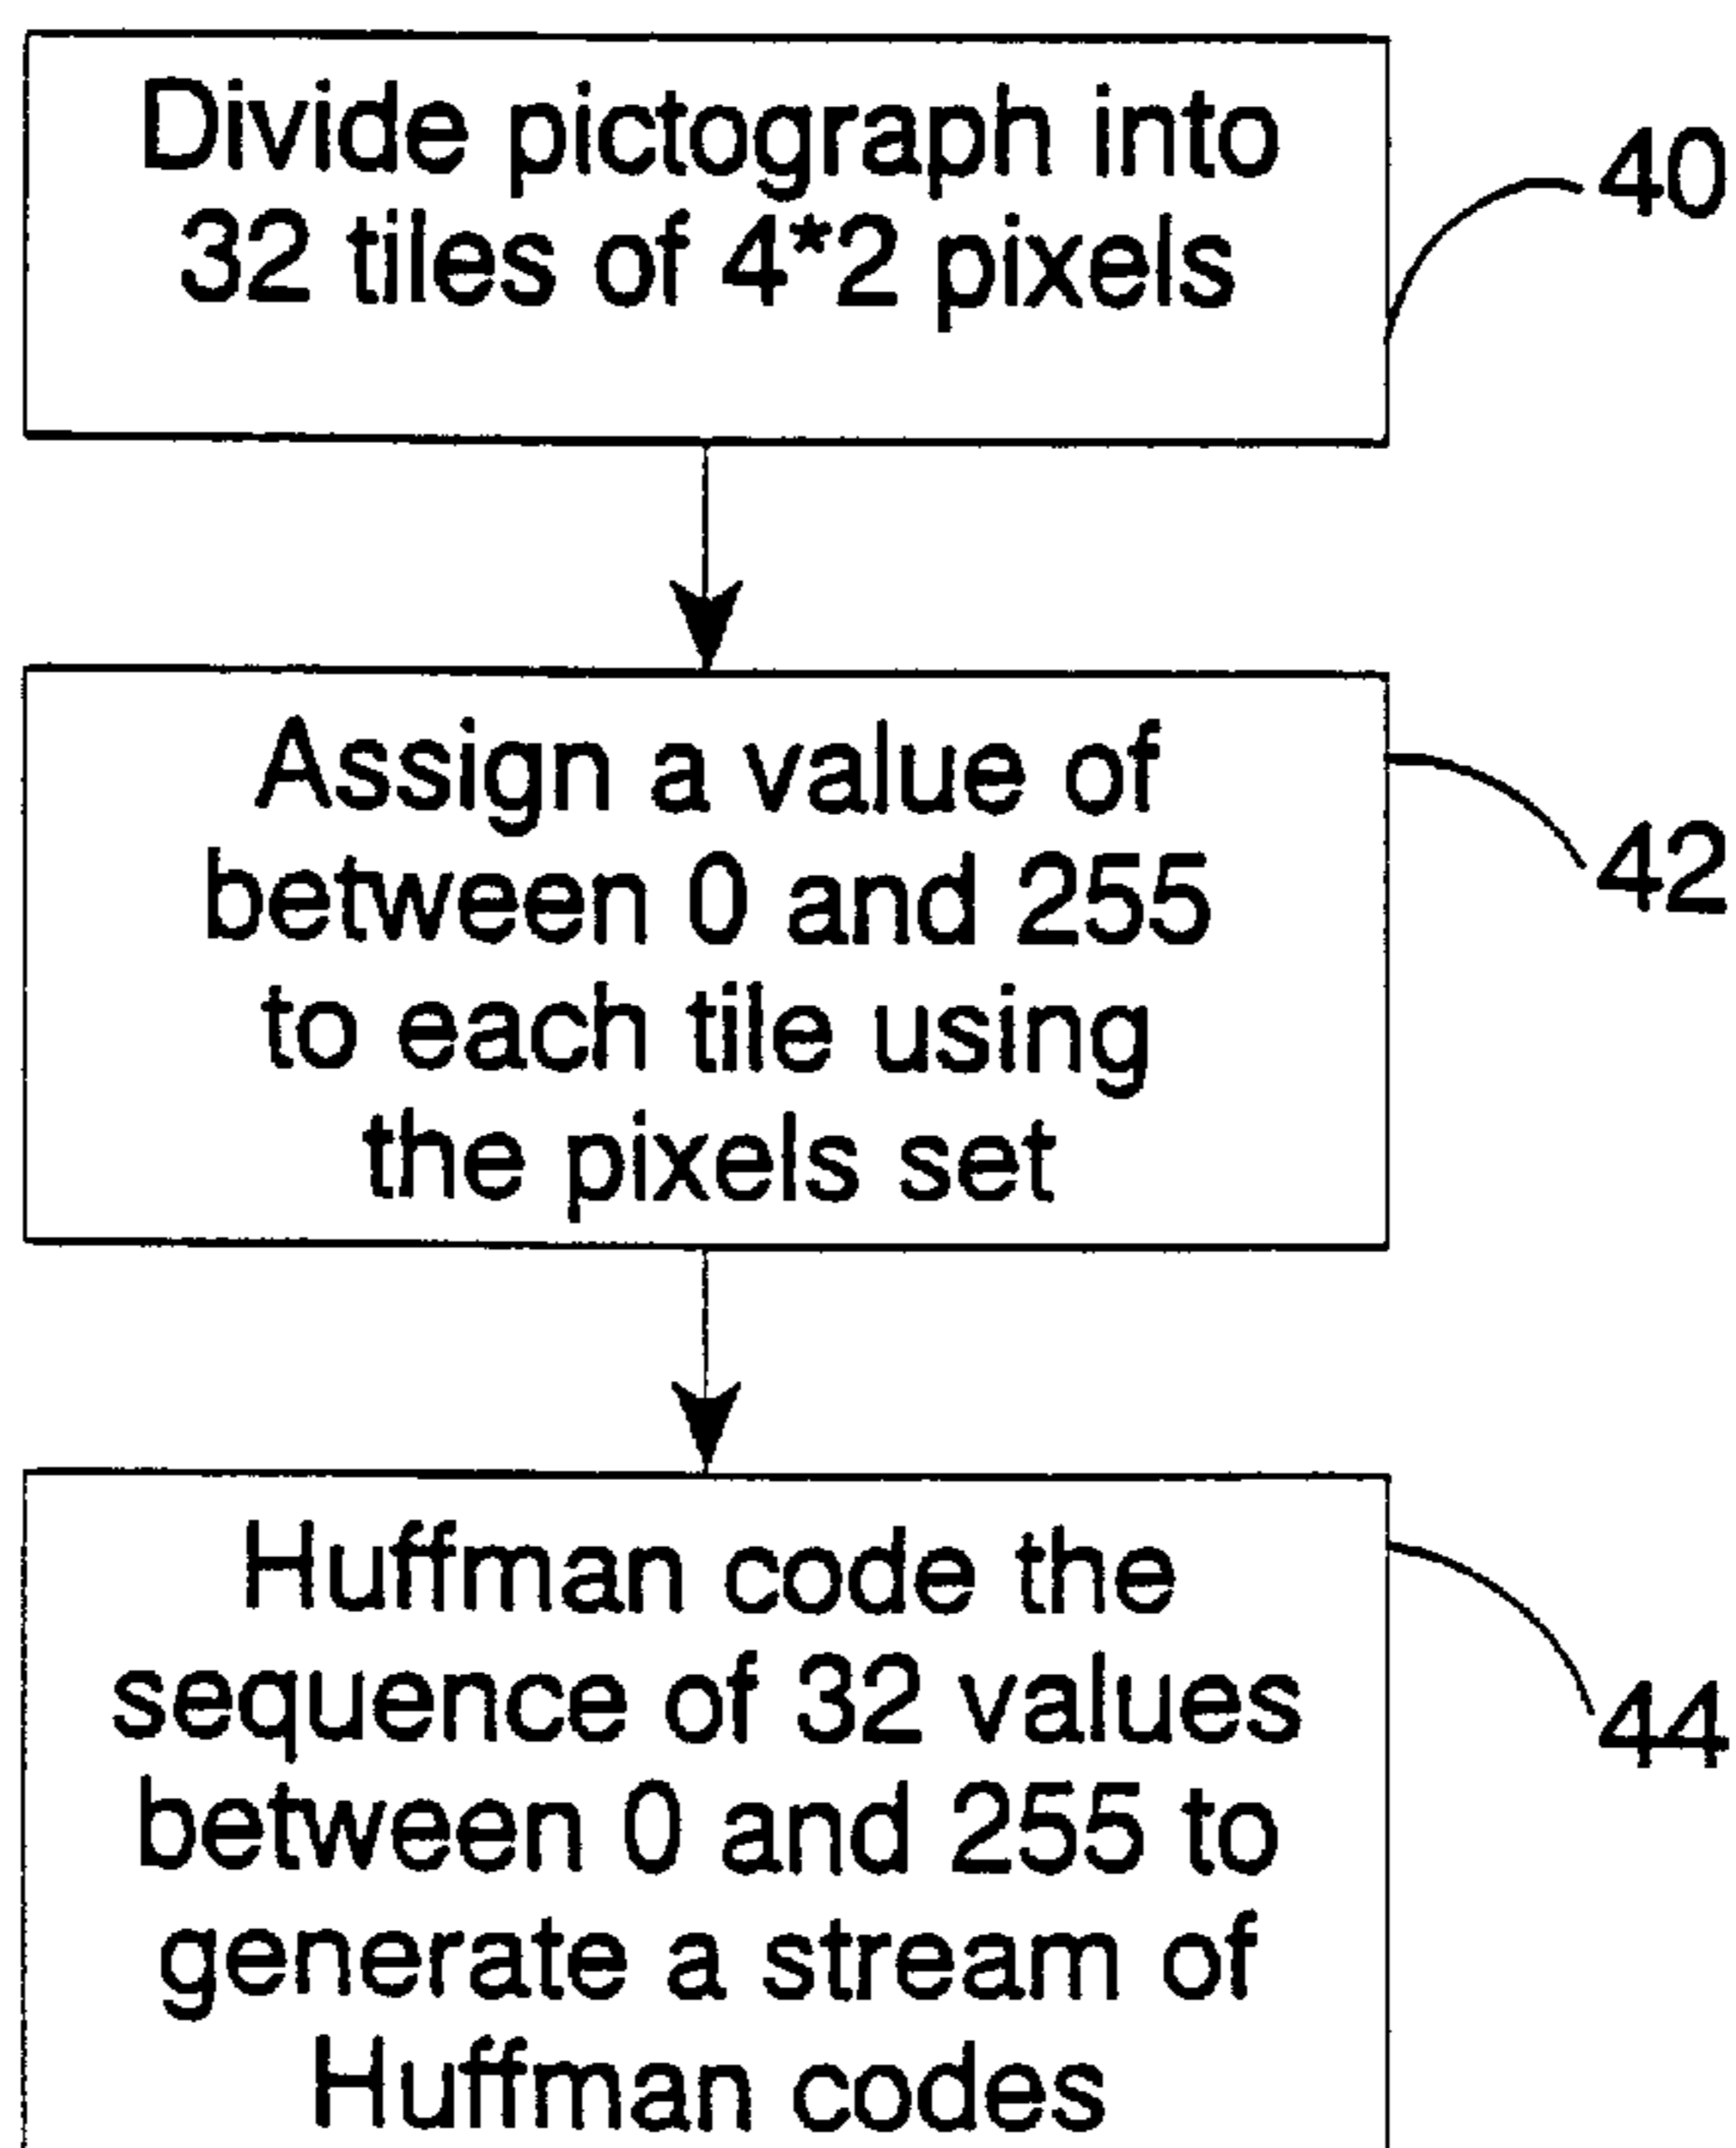 Divide pictograph into
32 tiles of 4*2 pixels
40
Assign a value of
between 0 and 255
to each tile using
the pixels set
42
Huffman code the
sequence of 32 values
between 0 and 255 to
generate a stream of
Huffman codes
44